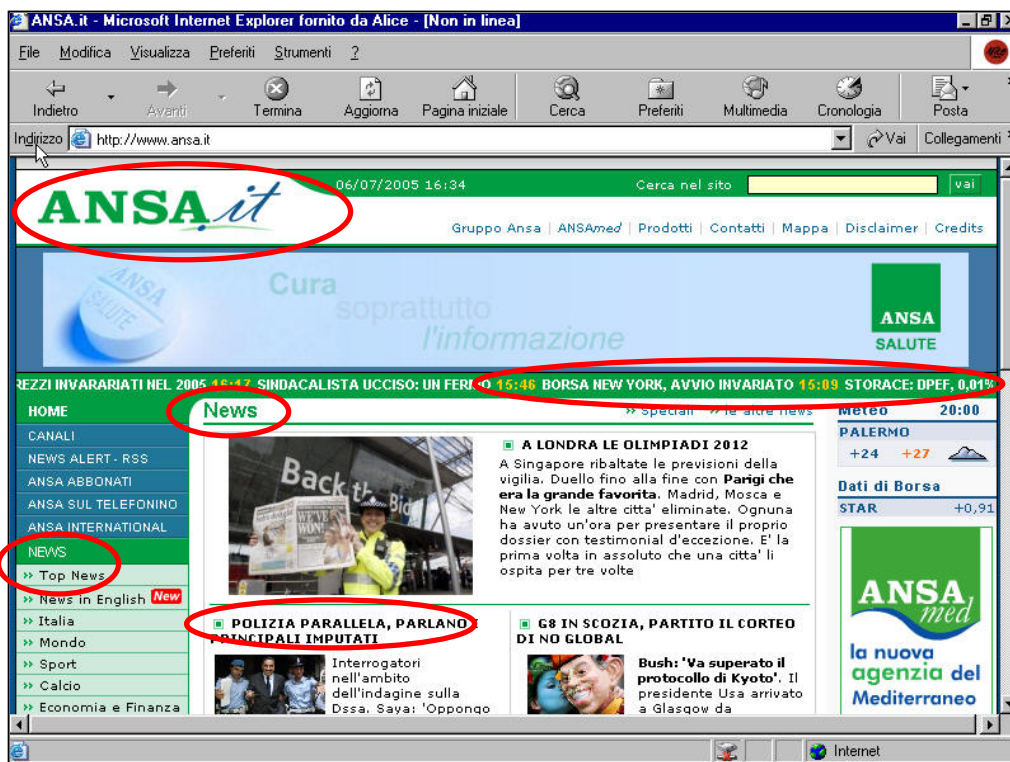 ANSA.it - Microsoft Internet Explorer fornito da Alice - [Non in linea]
File Modifica Visualizza Preferiti Strumenti ?
Indietro Avanti Termina Aggiorna Pagina iniziale Cerca Preferiti Multimedia Cronologia Posta
Indirizzo http://www.ansa.it Vai Collegamenti
06/07/2005 16:34 Cerca nel sito vai
ANSA.it
Gruppo Ansa | ANSAmed | Prodotti | Contatti | Mappa | Disclaimer | Credits
ANSA SALUTE
Cura
soprattutto
l'informazione
ANSA
SALUTE
REZZI INVARARIATI NEL 2005 16:17 SINDACALISTA UCCISO: UN FERMO 15:46 BORSA NEW YORK, AVVIO INVARIATO 15:09 STORACE: DPEF, 0,01%
HOME
CANALI
NEWS ALERT - RSS
ANSA ABBONATI
ANSA SUL TELEFONINO
ANSA INTERNATIONAL
NEWS
» Top News
» News in English New
» Italia
» Mondo
» Sport
» Calcio
» Economia e Finanza
News
» Speciali » le altre news
Back the Bid
WE'VE
WON!
A LONDRA LE OLIMPIADI 2012
A Singapore ribaltate le previsioni della
vigilia. Duello fino alla fine con Parigi che
era la grande favorita. Madrid, Mosca e
New York le altre citta' eliminate. Ognuna
ha avuto un'ora per presentare il proprio
dossier con testimonial d'eccezione. E' la
prima volta in assoluto che una citta' li
ospita per tre volte
POLIZIA PARALLELA, PARLANO I
PRINCIPALI IMPUTATI
Interrogatori
nell'ambito
dell'indagine sulla
Dssa. Saya: 'Oppongo
G8 IN SCOZIA, PARTITO IL CORTEO
DI NO GLOBAL
Bush: 'Va superato il
protocollo di Kyoto'. Il
presidente Usa arrivato
a Glasgow da
Meteo 20:00
PALERMO
+24 +27
Dati di Borsa
STAR +0,91
ANSA
med
la nuova
agenzia del
Mediterraneo
Internet